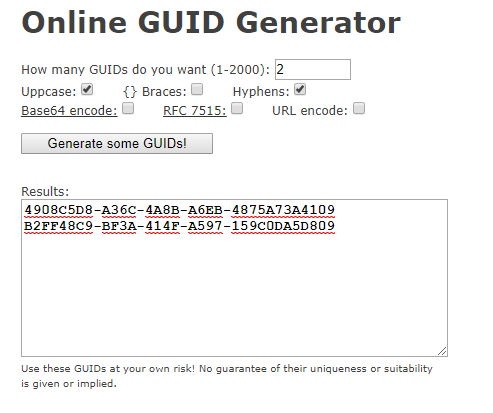 Online GUID Generator
How many GUIDs do you want (1-2000): 2
Uppcase: {} Braces: Hyphens:
Base64 encode: RFC 7515: URL encode:
Generate some GUIDs!
Results:
4908C5D8-A36C-4A8B-A6EB-4875A73A4109
B2FF48C9-BF3A-414F-A597-159C0DA5D809
Use these GUIDs at your own risk! No guarantee of their uniqueness or suitability
is given or implied.